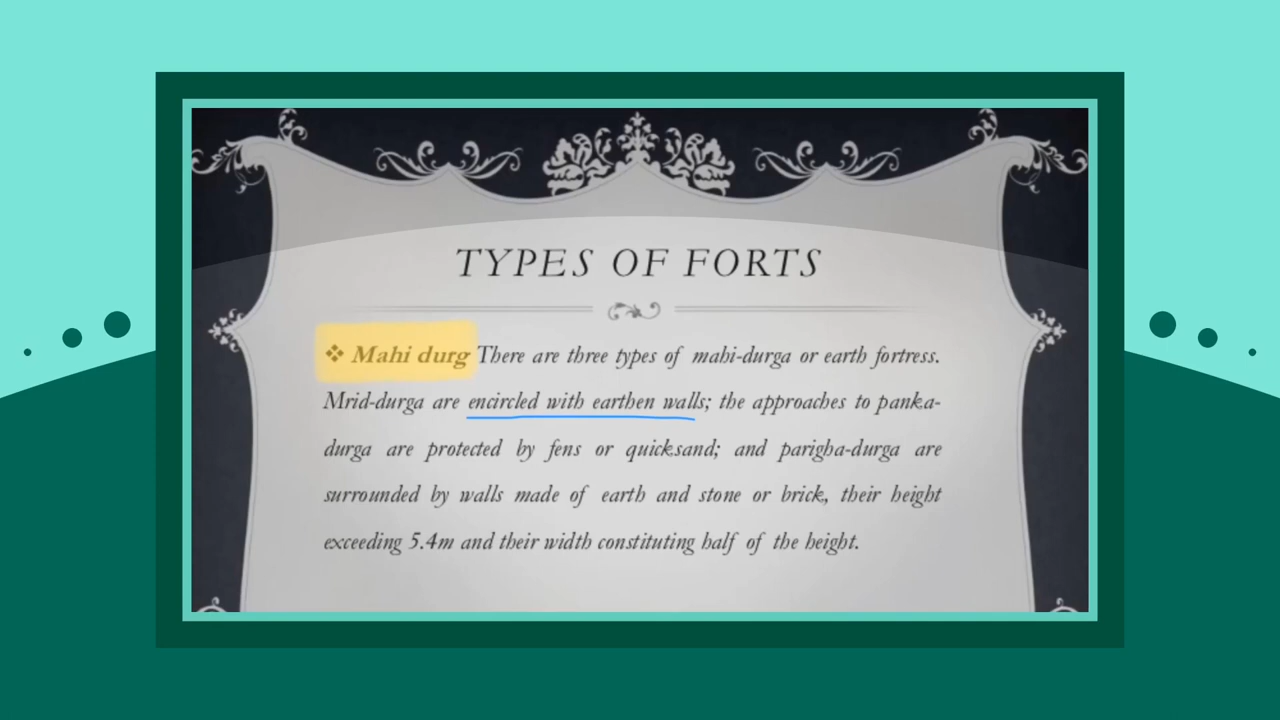 TYPES OF FORTS
❖ Mahi durg There are three types of mahi-durga or earth fortress.
Mrid-durga are encircled with earthen walls; the approaches to panka-
durga are protected by fens or quicksand; and parigha-durga are
surrounded by walls made of earth and stone or brick, their height
exceeding 5.4m and their width constituting half of the height.